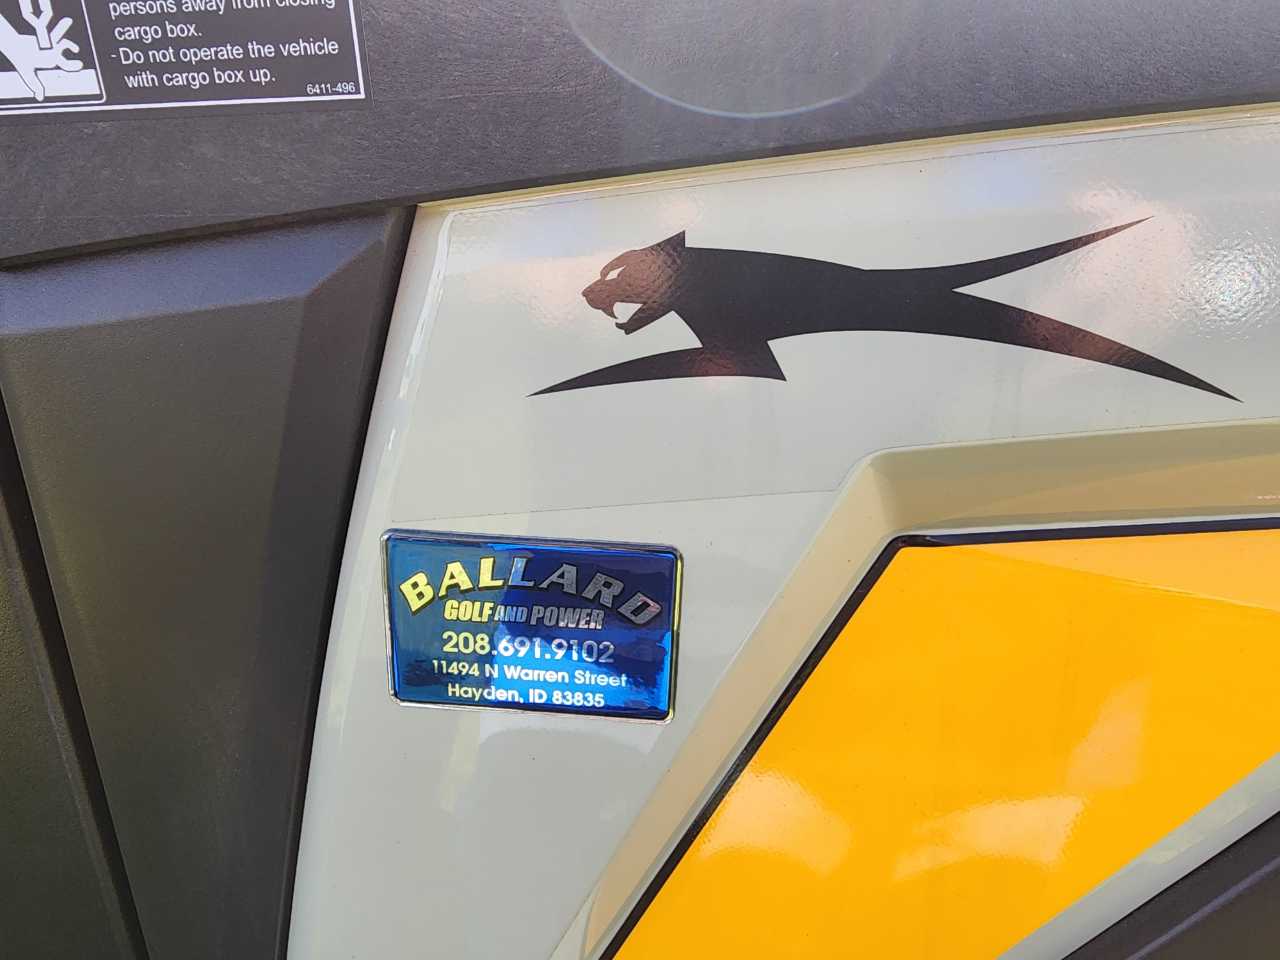 persons away from closing
cargo box.
- Do not operate the vehicle
with cargo box up.
6411-496
BALLARD
GOLF AND POWER
208.691.9102
11494 N Warren Street
Hayden, ID 83835